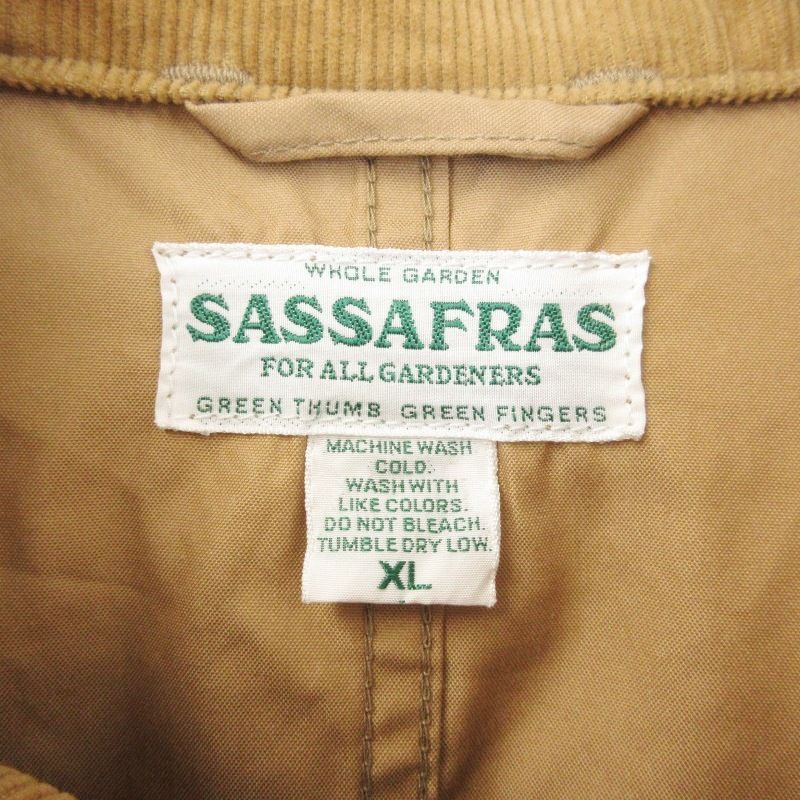 WHOLE GARDEN
SASSAFRAS
FOR ALL GARDENERS
GREEN THUMB GREEN FINGERS
MACHINE WASH
COLD.
WASH WITH
LIKE COLORS.
DO NOT BLEACH.
TUMBLE DRY LOW.
XL